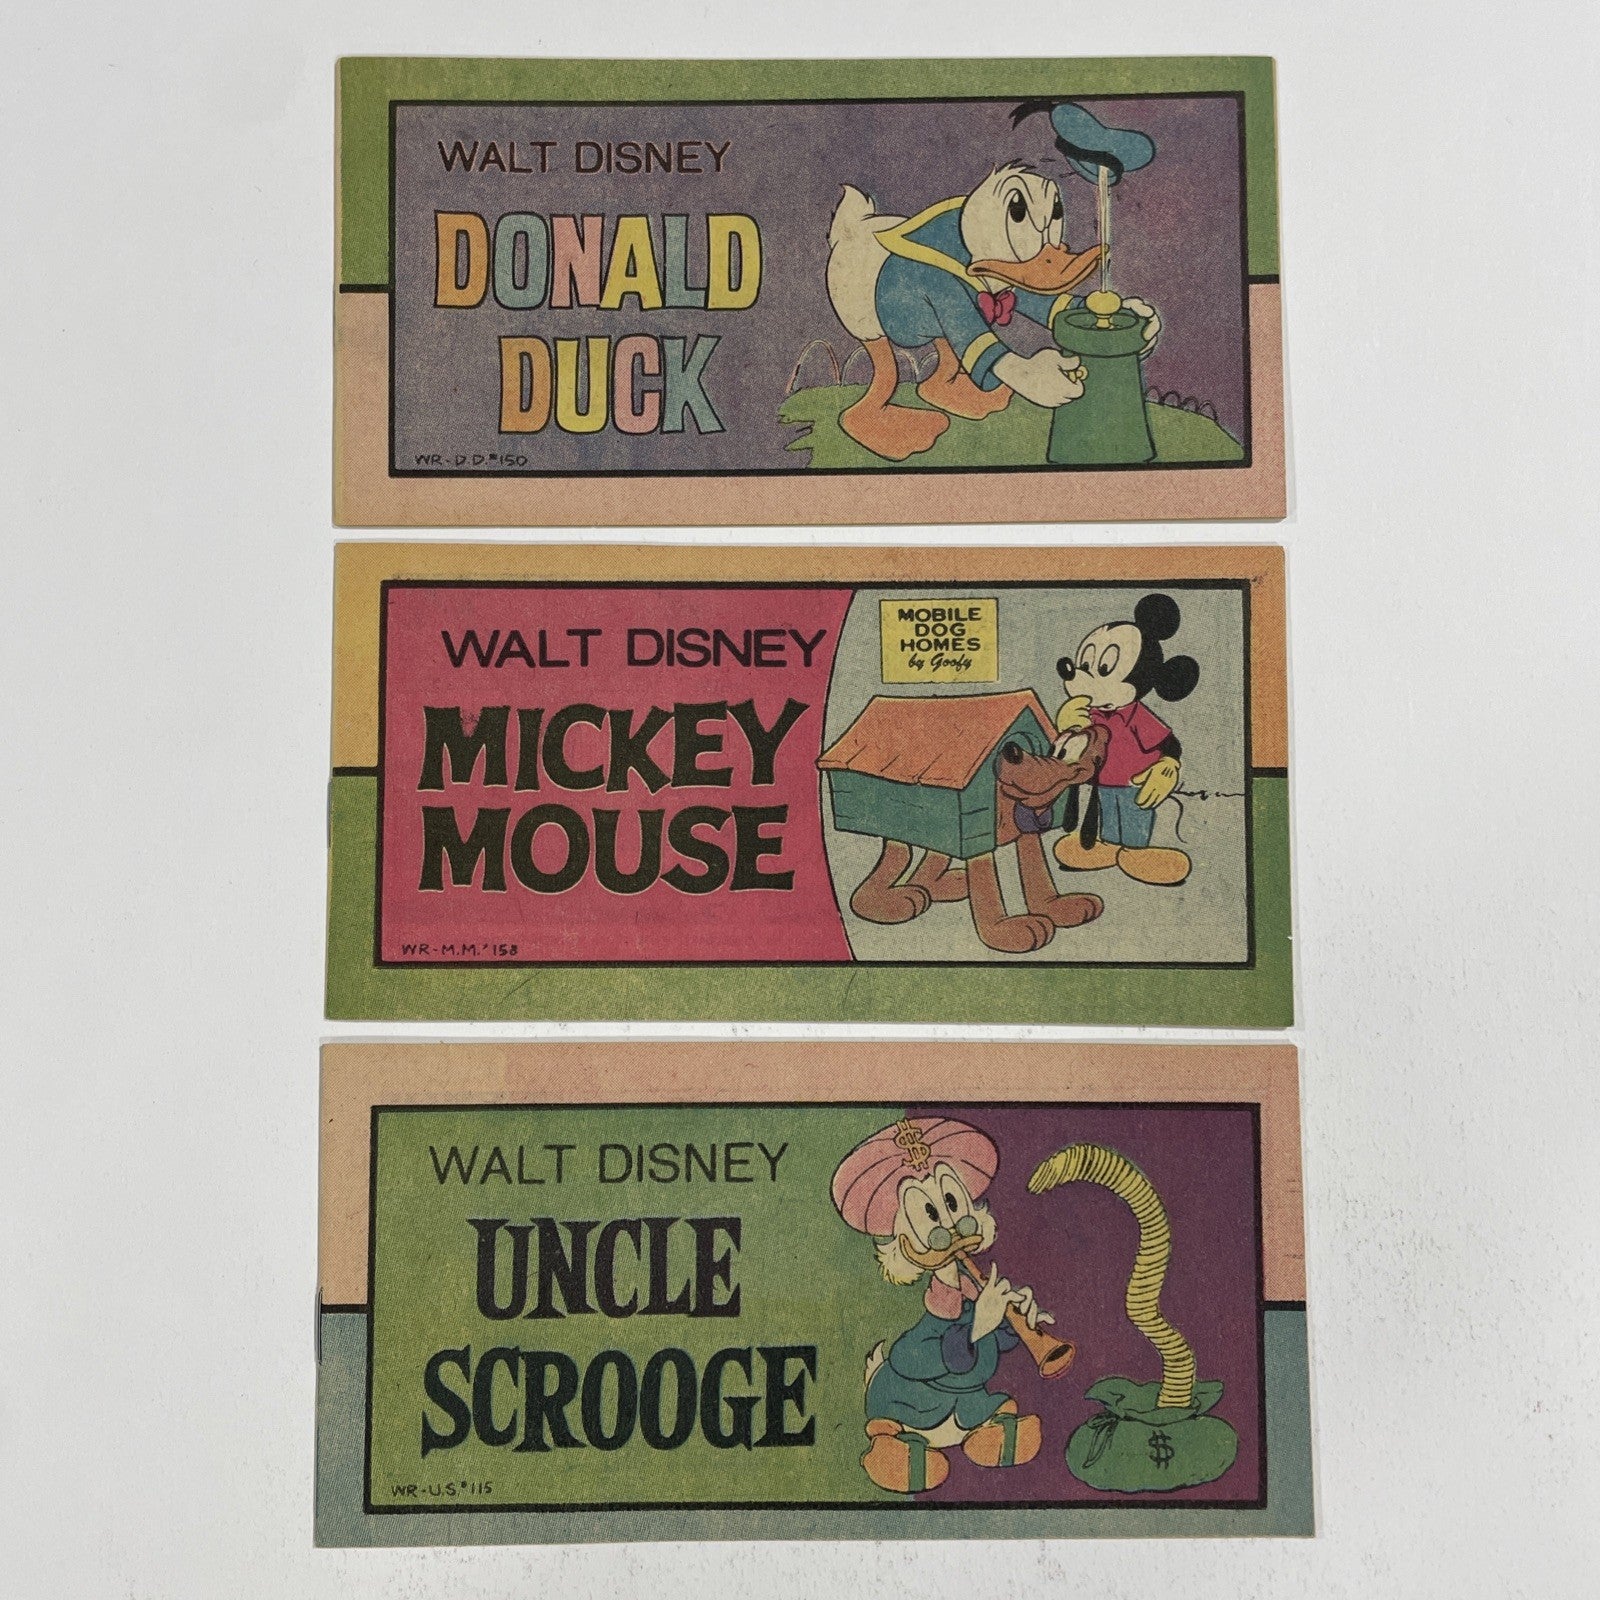 WALT DISNEY
DONALD
DUCK
WR-D.D.#150
WALT DISNEY
MICKEY
MOUSE
MOBILE
DOG
HOMES
by Goofy
WR-M.M.#158
WALT DISNEY
UNCLE
SCROOGE
$
$
WR-U.S.#115